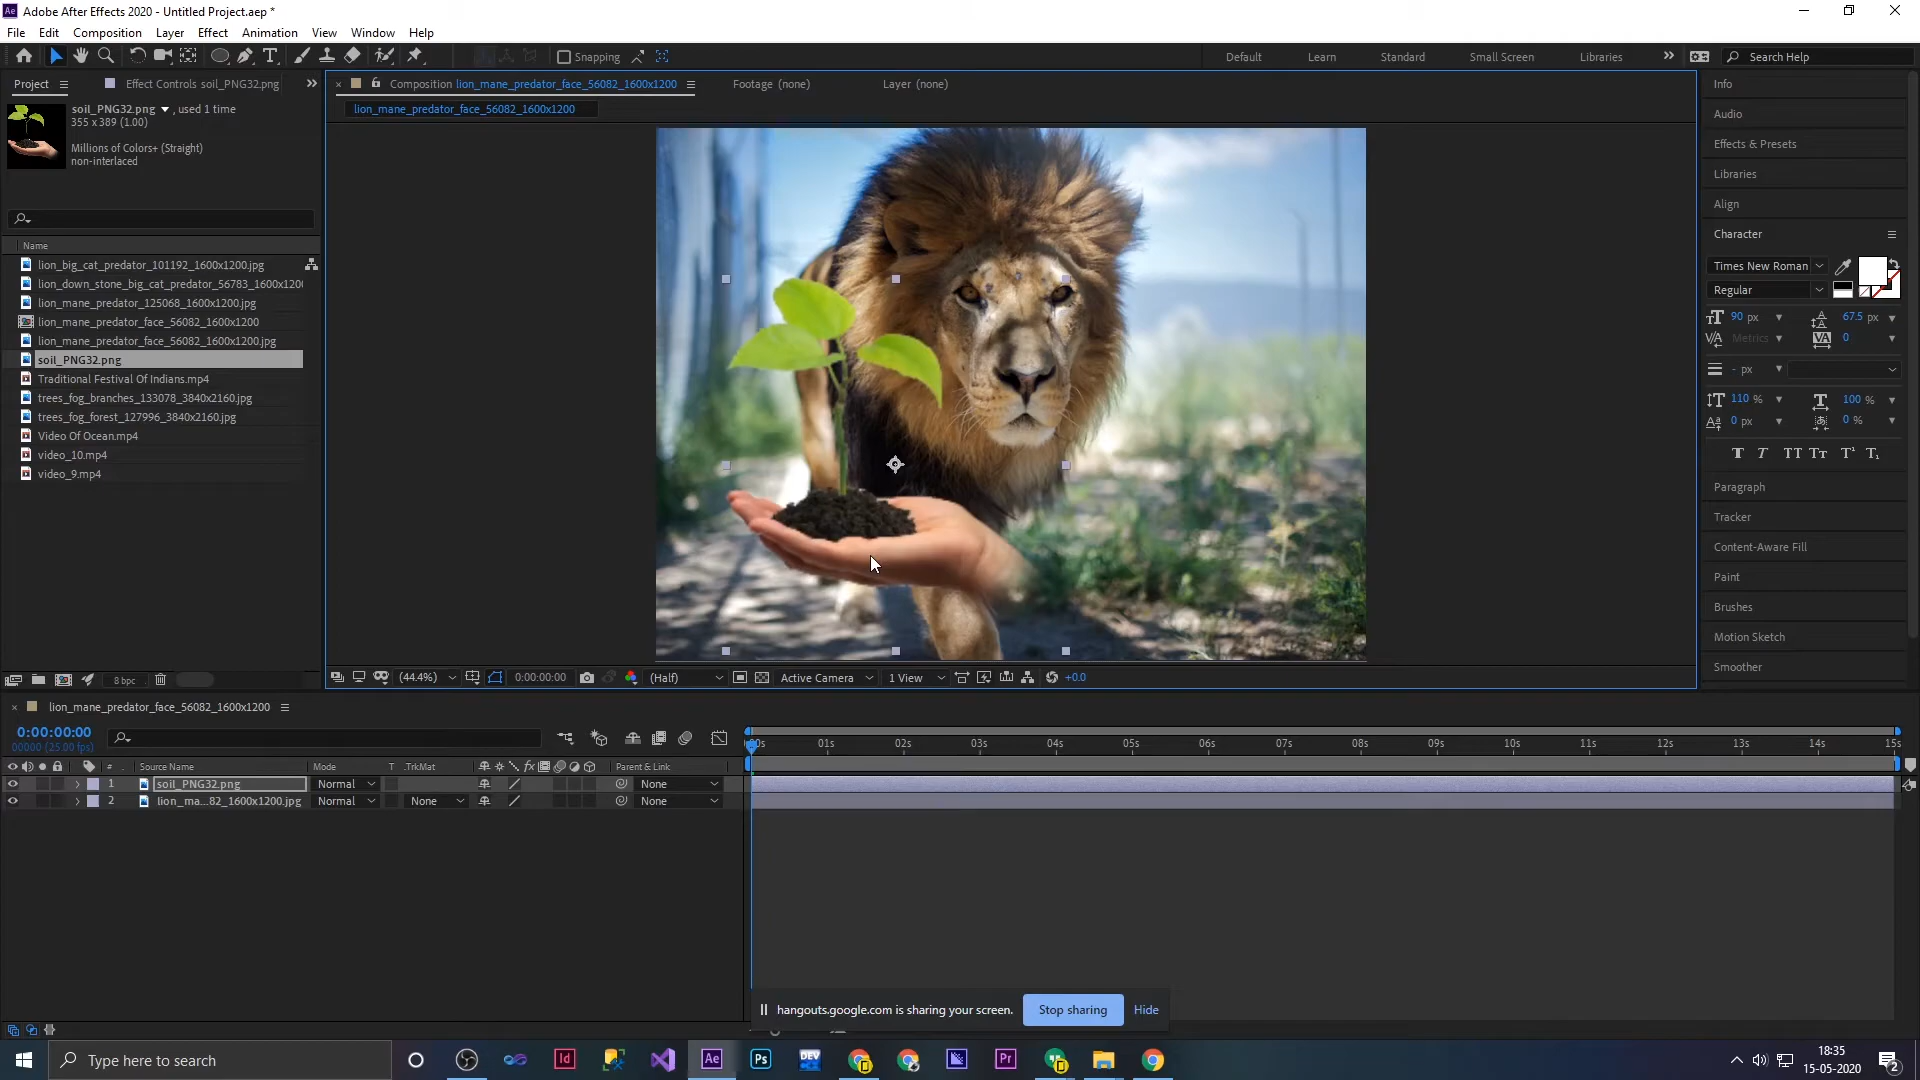 Adobe After Effects 2020 - Untitled Project.aep *
File Edit Composition Layer Effect Animation View Window Help
Snapping
Default Learn Standard Small Screen Libraries
Search Help
Project Effect Controls soil_PNG32.png
soil_PNG32.png , used 1 time
355 x 389 (1.00)
Millions of Colors+ (Straight)
non-interlaced
Name
lion_big_cat_predator_101192_1600x1200.jpg
lion_down_stone_big_cat_predator_56783_1600x120
lion_mane_predator_125068_1600x1200.jpg
lion_mane_predator_face_56082_1600x1200
lion_mane_predator_face_56082_1600x1200.jpg
soil_PNG32.png
Traditional Festival Of Indians.mp4
trees_fog_branches_133078_3840x2160.jpg
trees_fog_forest_127996_3840x2160.jpg
Video Of Ocean.mp4
video_10.mp4
video_9.mp4
8 bpc
Composition lion_mane_predator_face_56082_1600x1200
Footage (none)
Layer (none)
lion_mane_predator_face_56082_1600x1200
(44.4%) 0:00:00:00 (Half) Active Camera 1 View +0.0
Info
Audio
Effects & Presets
Libraries
Align
Character
Times New Roman
Regular
90 px 67.5 px
Metrics 0
- px
110 % 100 %
0 px 0 %
T T TT Tт T¹ T₁
Paragraph
Tracker
Content-Aware Fill
Paint
Brushes
Motion Sketch
Smoother
lion_mane_predator_face_56082_1600x1200
0:00:00:00
00000 (25.00 fps)
# Source Name Mode T .TrkMat Parent & Link
1 soil_PNG32.png Normal None
2 lion_ma...82_1600x1200.jpg Normal None None
00s 01s 02s 03s 04s 05s 06s 07s 08s 09s 10s 11s 12s 13s 14s 15s
hangouts.google.com is sharing your screen. Stop sharing Hide
Type here to search
18:35
15-05-2020
2